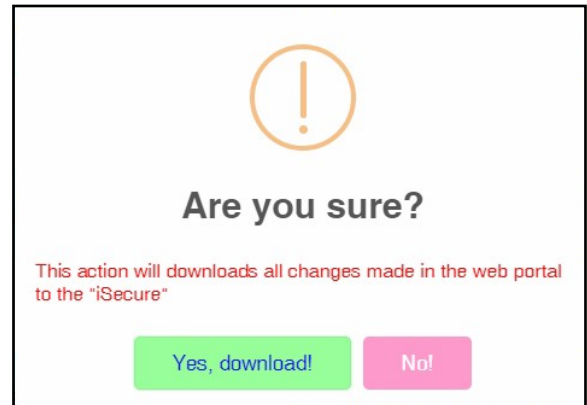 Are you sure?
This action will downloads all changes made in the web portal
to the "iSecure"
Yes, download!
No!